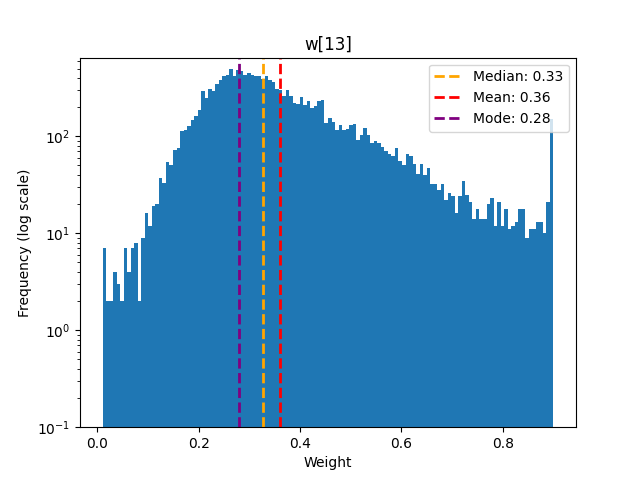 w[13]
Median: 0.33
Mean: 0.36
Mode: 0.28
Frequency (log scale)
10²
10¹
10⁰
10⁻¹
0.0 0.2 0.4 0.6 0.8
Weight